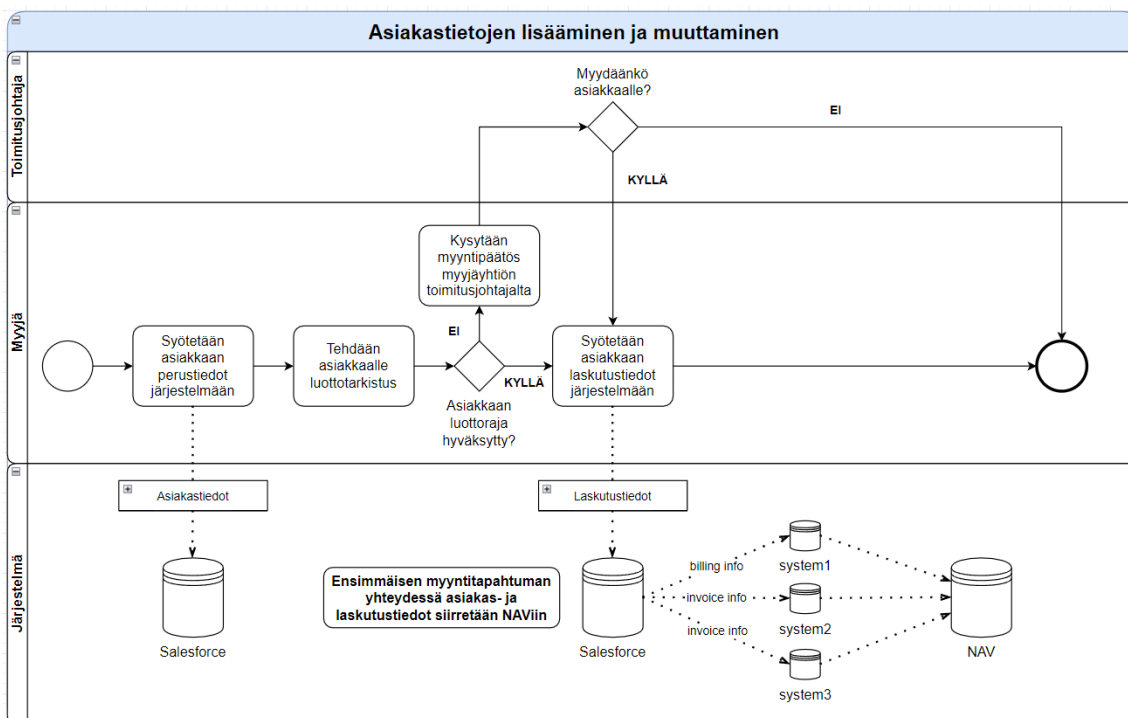 Asiakastietojen lisääminen ja muuttaminen
Toimitusjohtaja
Myydäänkö
asiakkaalle?
EI
KYLLÄ
Myyjä
Kysytään
myyntipäätös
myyjäyhtiön
toimitusjohtajalta
EI
Syötetään
asiakkaan
perustiedot
järjestelmään
Tehdään
asiakkaalle
luottotarkistus
KYLLÄ
Asiakkaan
luottoraja
hyväksytty?
Syötetään
asiakkaan
laskutustiedot
järjestelmään
Järjestelmä
Asiakastiedot
Laskutustiedot
Salesforce
Ensimmäisen myyntitapahtuman
yhteydessä asiakas- ja
laskutustiedot siirretään NAViin
Salesforce
billing info
system1
invoice info
system2
invoice info
system3
NAV